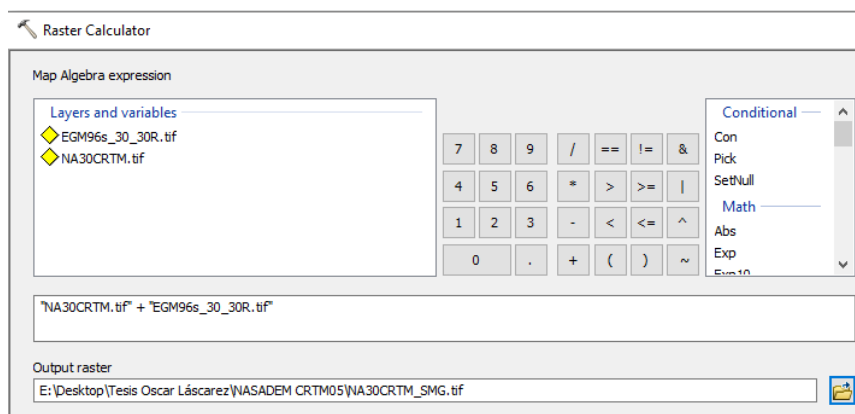 Raster Calculator
Map Algebra expression
Layers and variables
EGM96s_30_30R.tif
NA30CRTM.tif
7 8 9 / == != &
4 5 6 * > >= |
1 2 3 - < <= ^
0 . + ( ) ~
Conditional
Con
Pick
SetNull
Math
Abs
Exp
Exp10
"NA30CRTM.tif" + "EGM96s_30_30R.tif"
Output raster
E:\Desktop\Tesis Oscar Láscarez\NASADEM CRTM05\NA30CRTM_SMG.tif